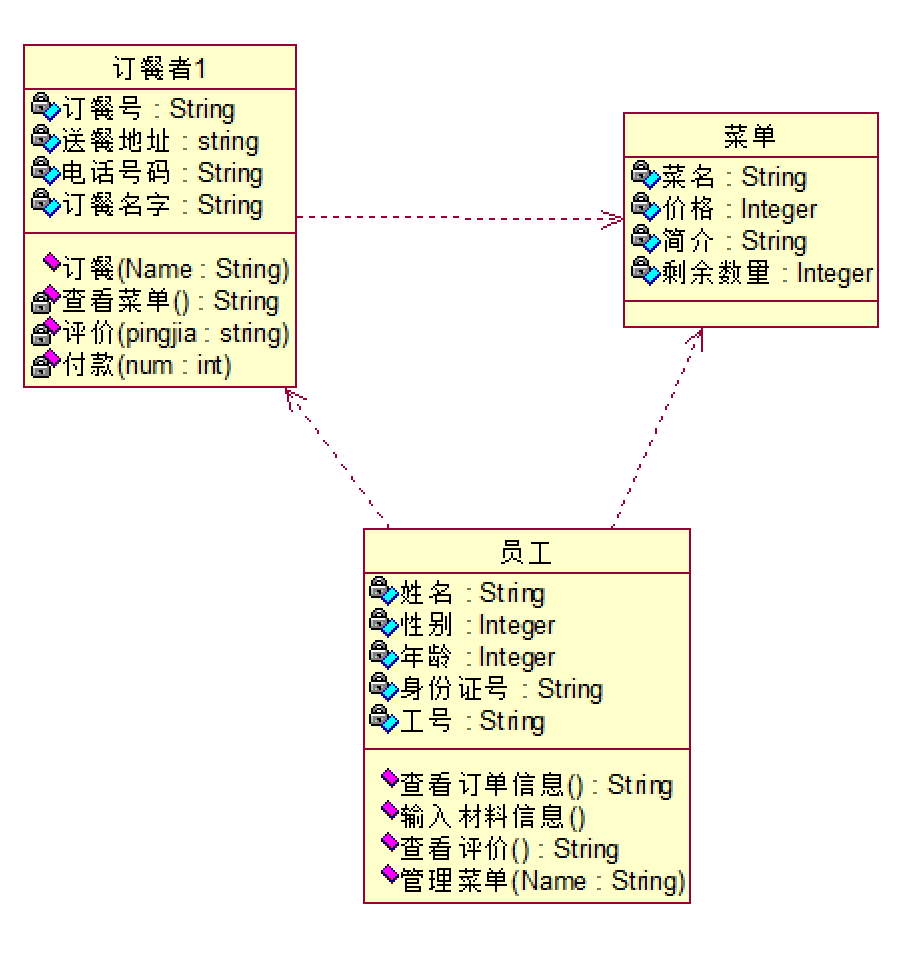 订餐者1
订餐号 : String
送餐地址 : string
电话号码 : String
订餐名字 : String
订餐(Name : String)
查看菜单() : String
评价(pingjia : string)
付款(num : int)
菜单
菜名 : String
价格 : Integer
简介 : String
剩余数量 : Integer
员工
姓名 : String
性别 : Integer
年龄 : Integer
身份证号 : String
工号 : String
查看订单信息() : String
输入材料信息()
查看评价() : String
管理菜单(Name : String)